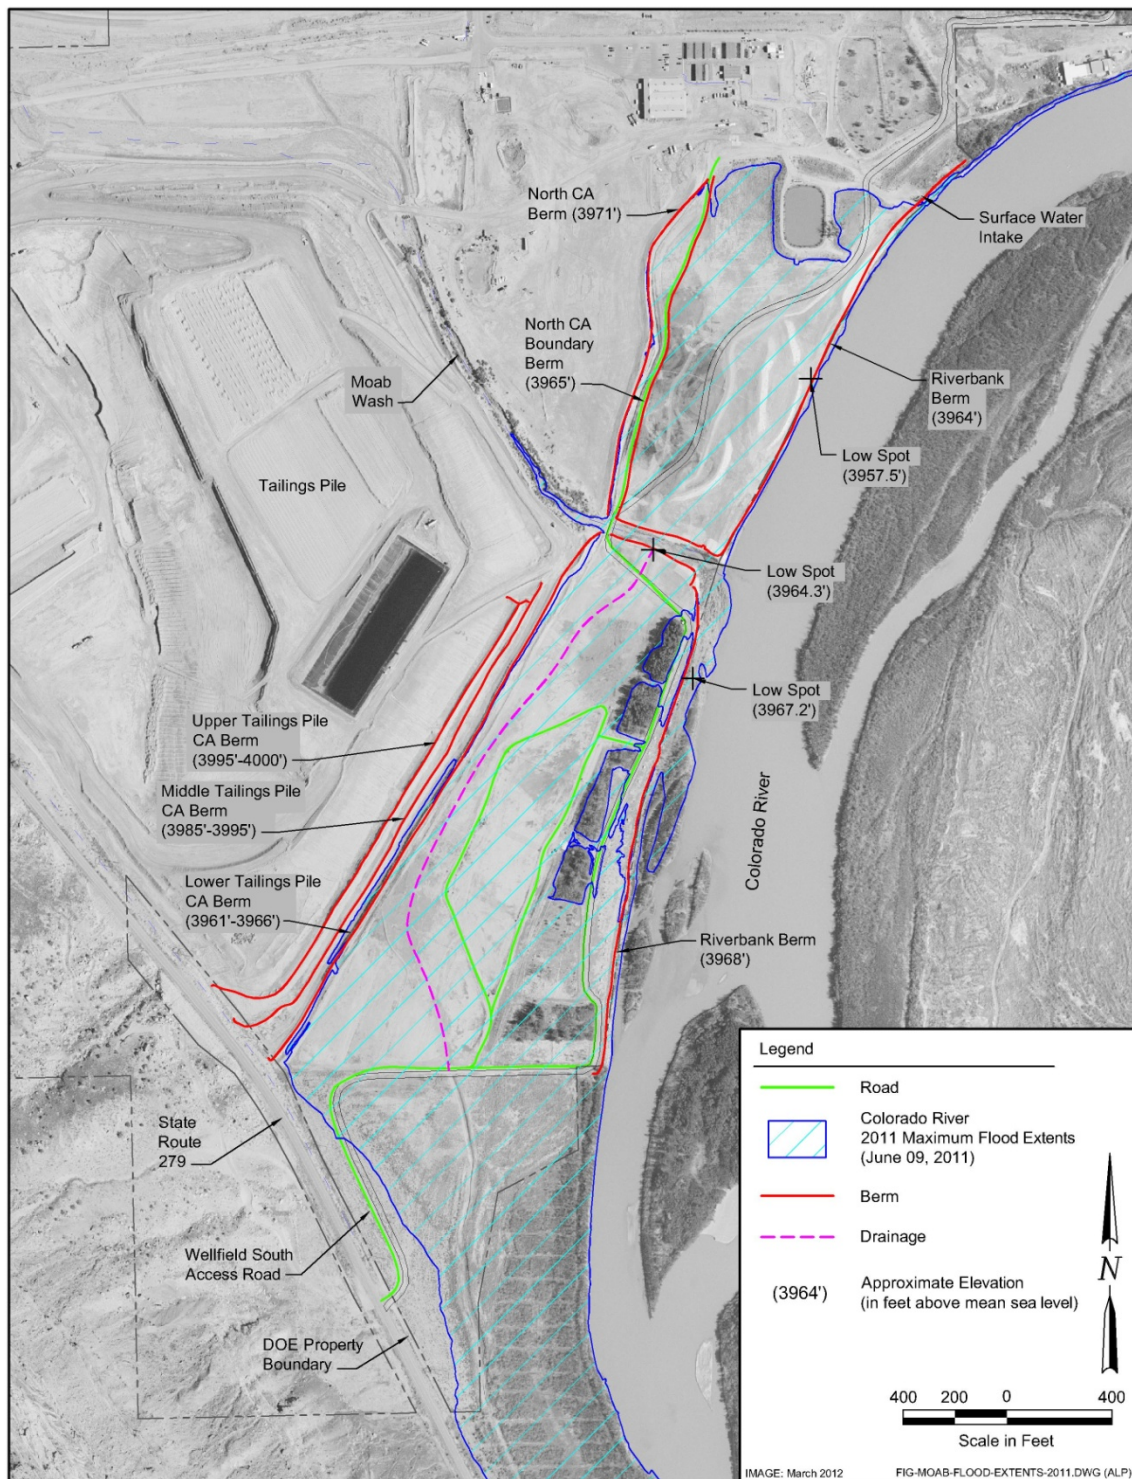 North CA
Berm (3971')
Surface Water
Intake
North CA
Boundary
Berm
(3965')
Moab
Wash
Riverbank
Berm
(3964')
Low Spot
(3957.5')
Tailings Pile
Low Spot
(3964.3')
Low Spot
(3967.2')
Upper Tailings Pile
CA Berm
(3995'-4000')
Middle Tailings Pile
CA Berm
(3985'-3995')
Colorado River
Lower Tailings Pile
CA Berm
(3961'-3966')
Riverbank Berm
(3968')
State
Route
279
Wellfield South
Access Road
DOE Property
Boundary
Legend
Road
Colorado River
2011 Maximum Flood Extents
(June 09, 2011)
Berm
Drainage
(3964') Approximate Elevation
(in feet above mean sea level)
N
400 200 0 400
Scale in Feet
IMAGE: March 2012 FIG-MOAB-FLOOD-EXTENTS-2011.DWG (ALP)